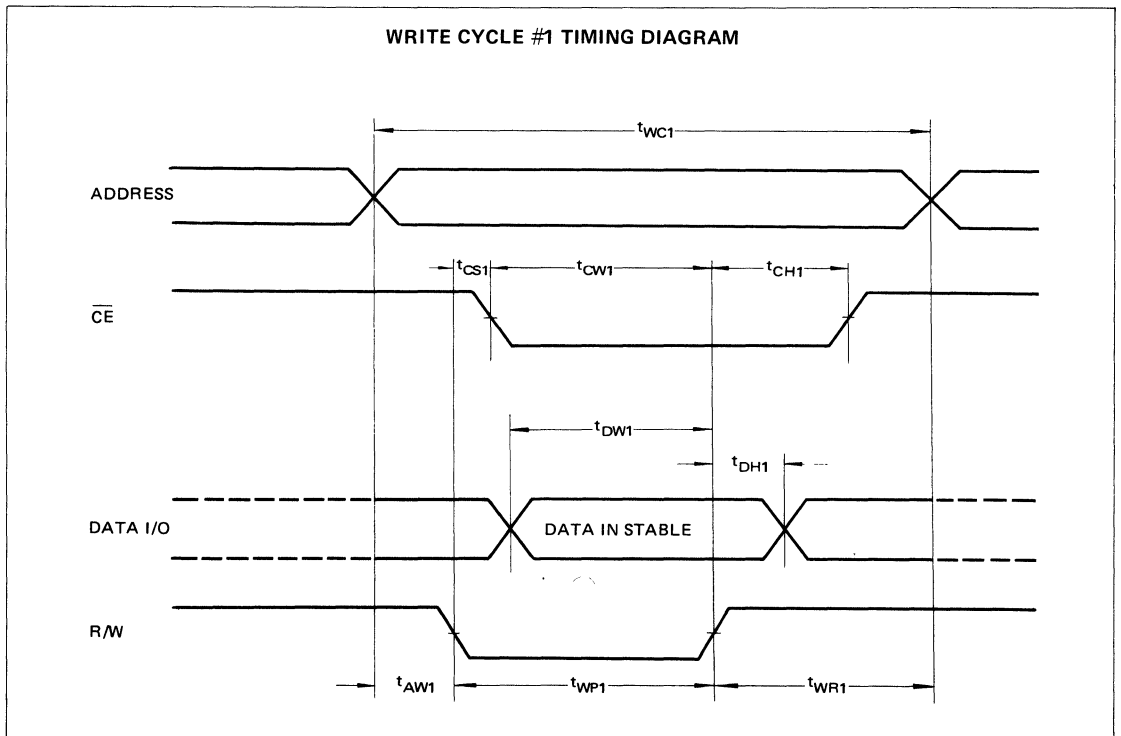 WRITE CYCLE #1 TIMING DIAGRAM
tWC1
ADDRESS
tCS1 tCW1 tCH1
CE
tDW1
tDH1
DATA I/O DATA IN STABLE
R/W
tAW1 tWP1 tWR1